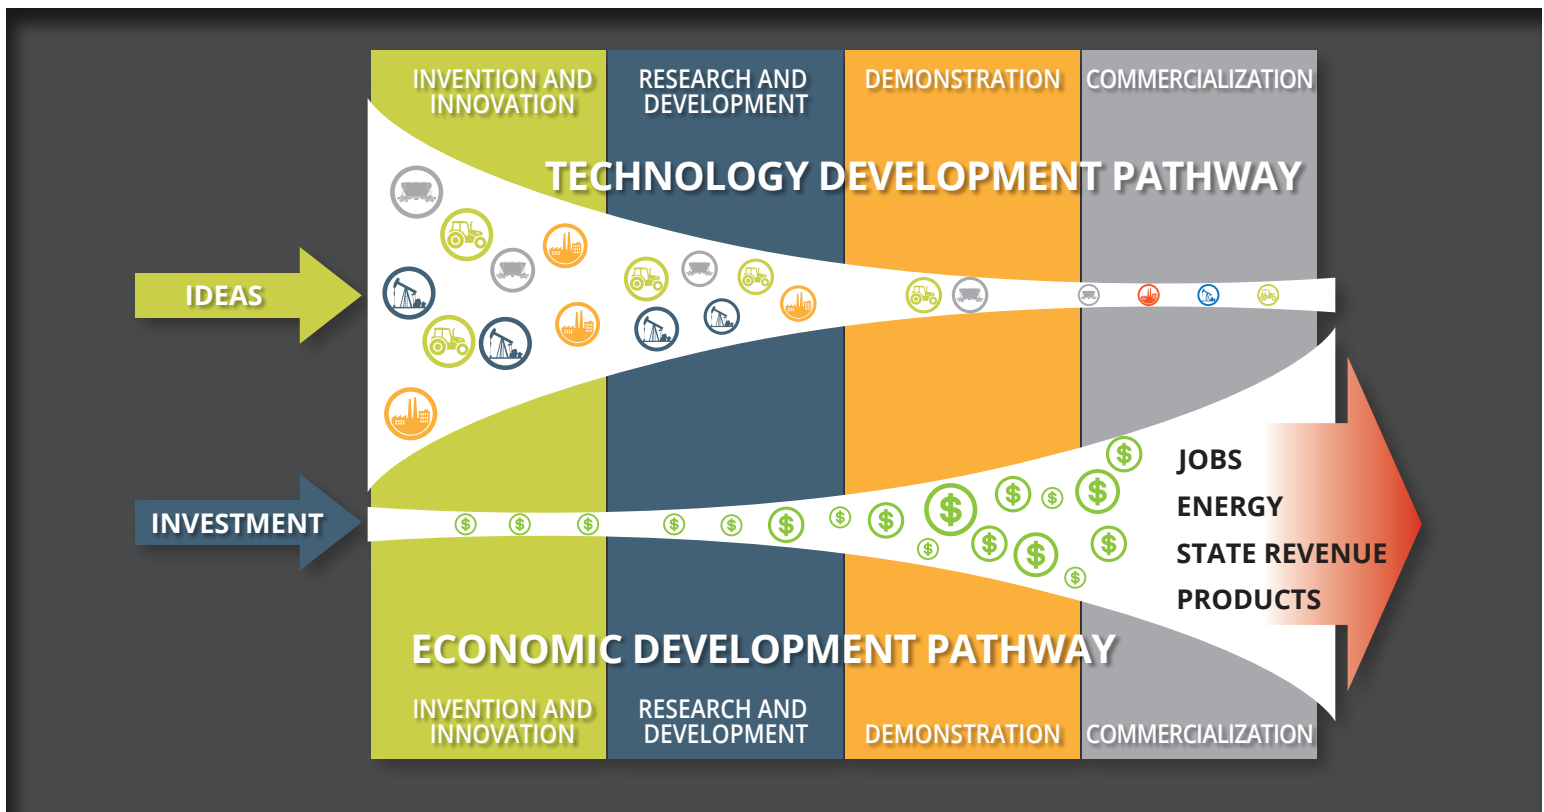 INVENTION AND
INNOVATION
RESEARCH AND
DEVELOPMENT
DEMONSTRATION
COMMERCIALIZATION
TECHNOLOGY DEVELOPMENT PATHWAY
IDEAS
INVESTMENT
$ $ $ $ $ $ $ $ $ $ $ $ $ $ $ $ $ $
JOBS
ENERGY
STATE REVENUE
PRODUCTS
ECONOMIC DEVELOPMENT PATHWAY
INVENTION AND
INNOVATION
RESEARCH AND
DEVELOPMENT
DEMONSTRATION
COMMERCIALIZATION